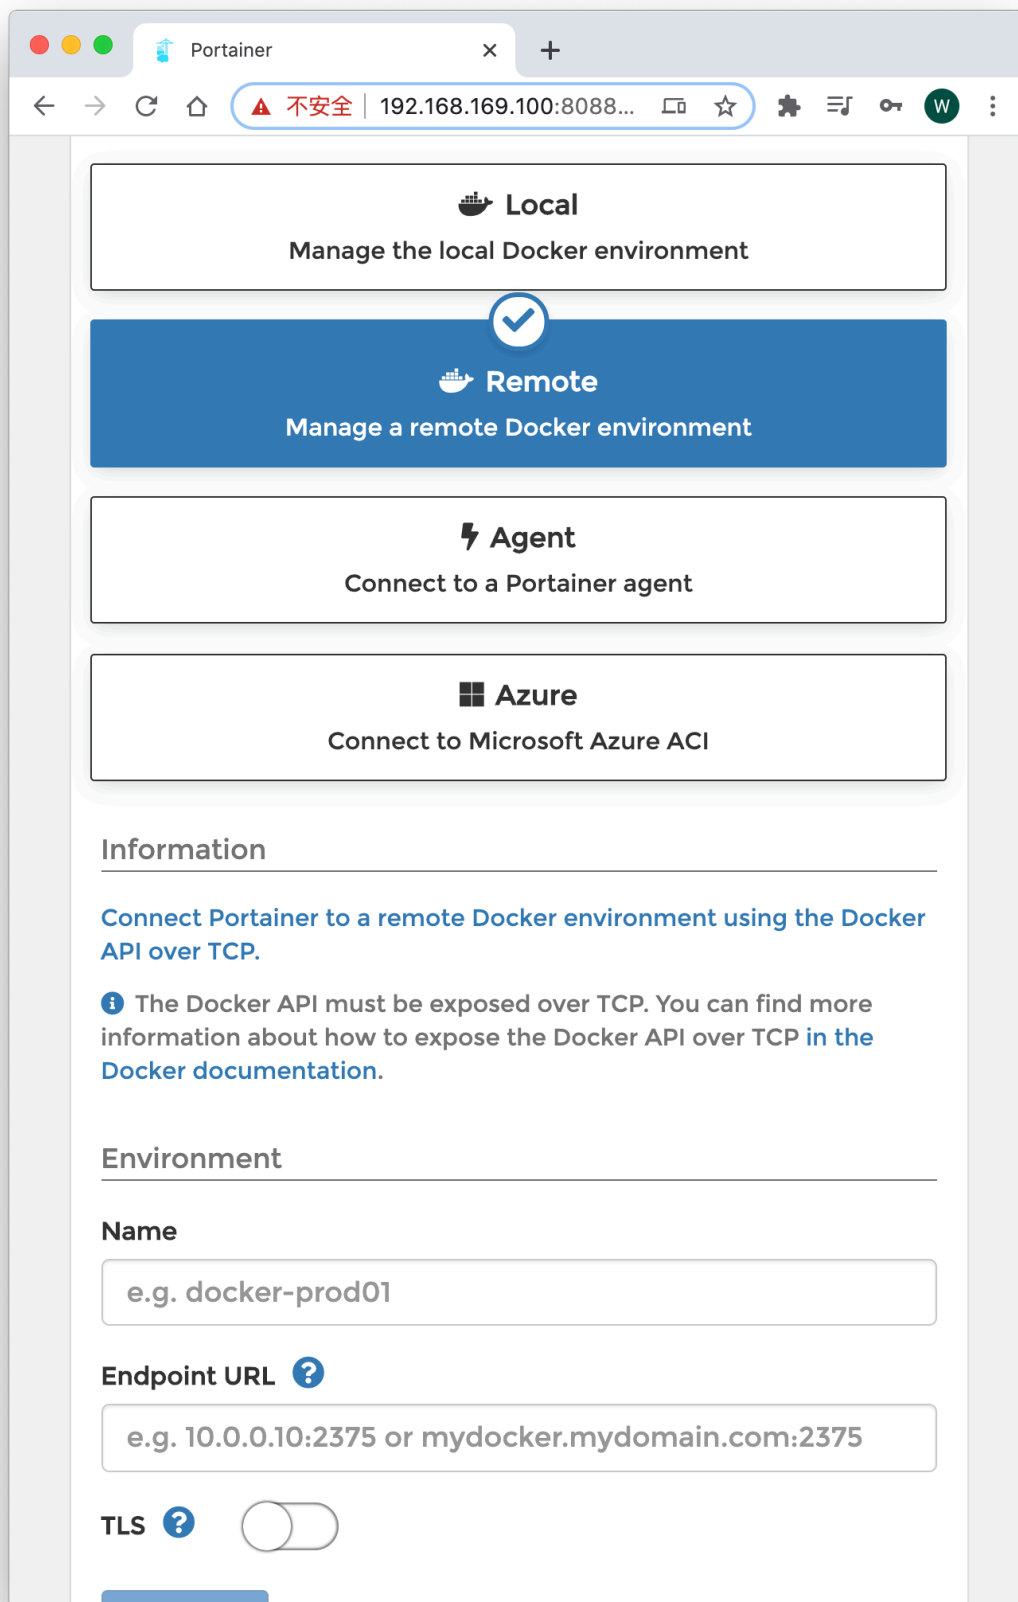 Portainer
不安全 192.168.169.100:8088...
W
Local
Manage the local Docker environment
Remote
Manage a remote Docker environment
Agent
Connect to a Portainer agent
Azure
Connect to Microsoft Azure ACI
Information
Connect Portainer to a remote Docker environment using the Docker
API over TCP.
The Docker API must be exposed over TCP. You can find more
information about how to expose the Docker API over TCP in the
Docker documentation.
Environment
Name
e.g. docker-prod01
Endpoint URL
e.g. 10.0.0.10:2375 or mydocker.mydomain.com:2375
TLS